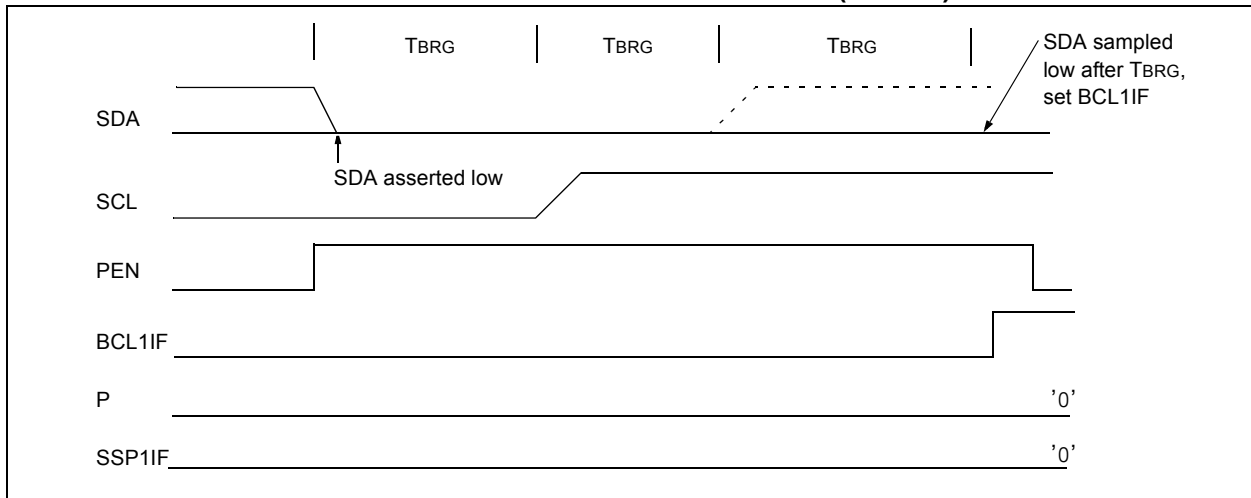 TBRG TBRG TBRG
SDA sampled
low after TBRG,
set BCL1IF
SDA
SDA asserted low
SCL
PEN
BCL1IF
P '0'
SSP1IF '0'